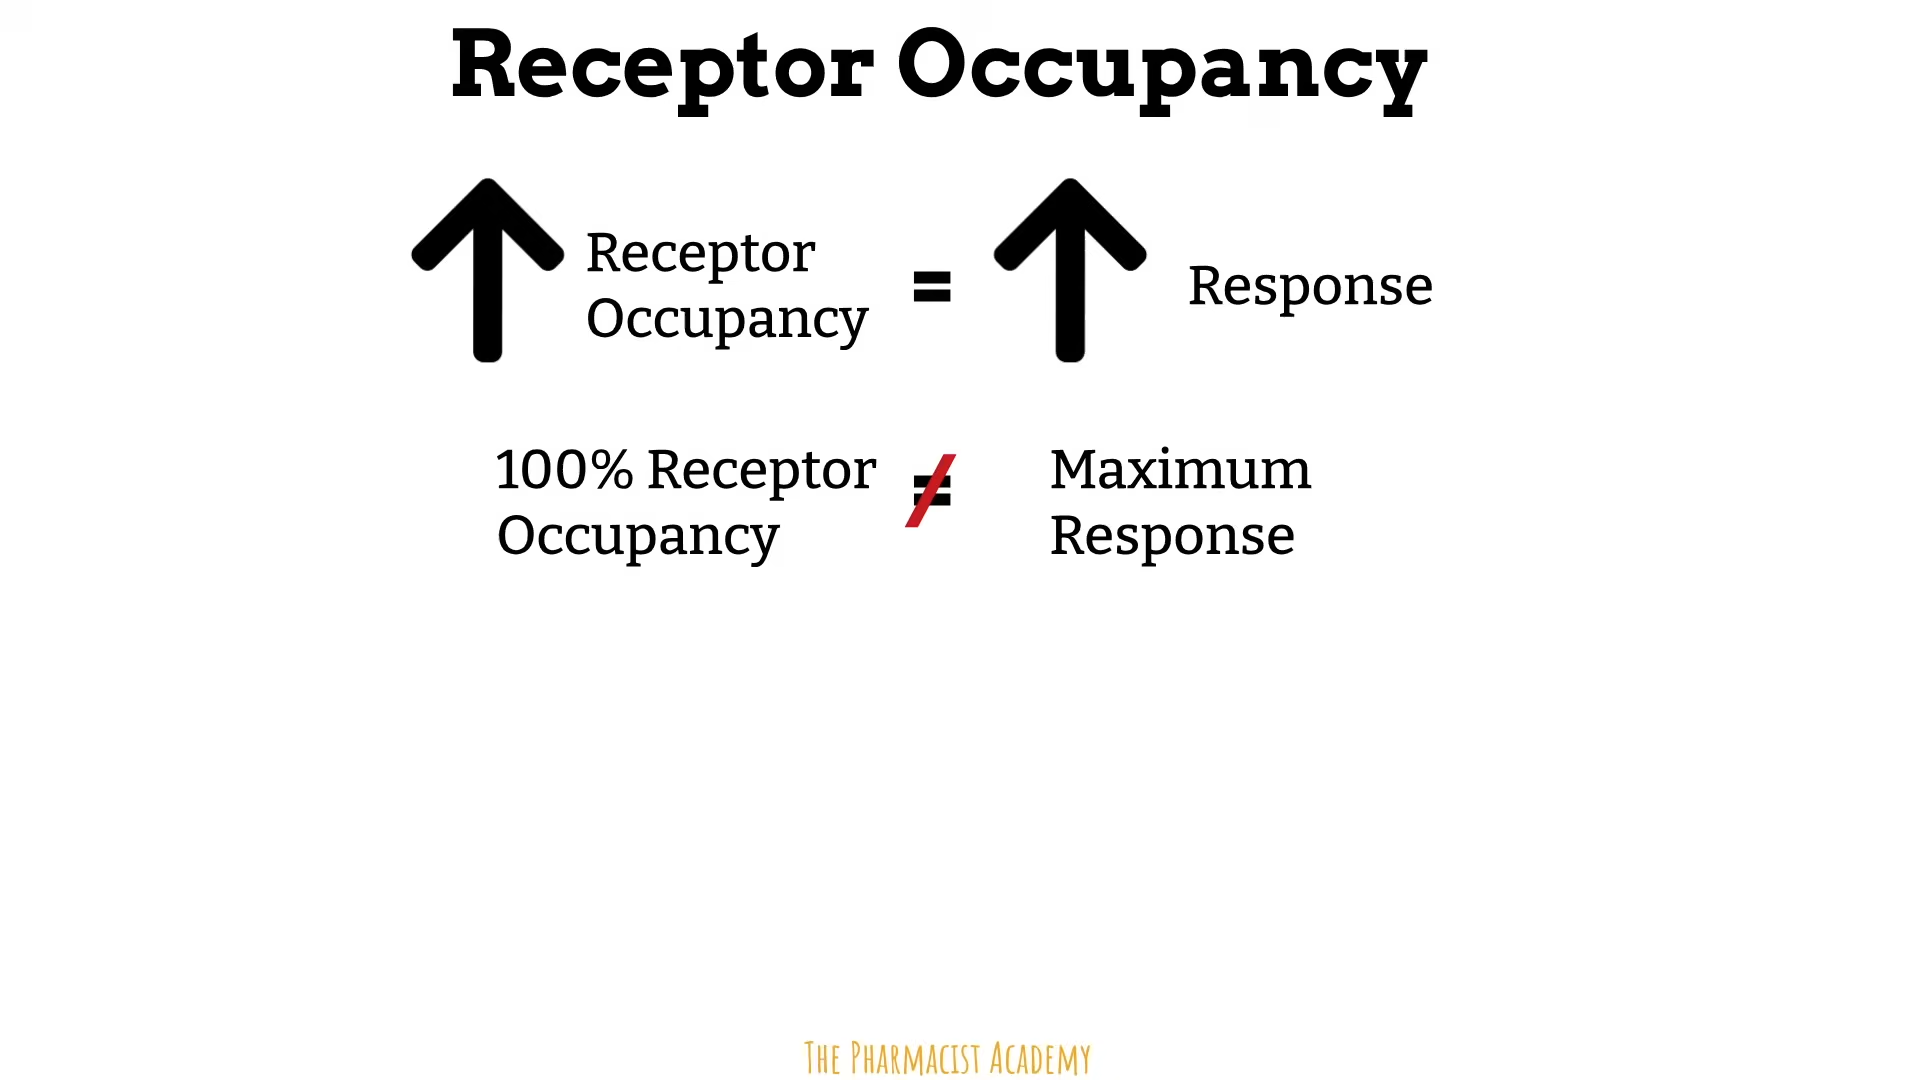 Receptor Occupancy
Receptor
Occupancy
=
Response
100% Receptor
Occupancy
≠
Maximum
Response
The Pharmacist Academy